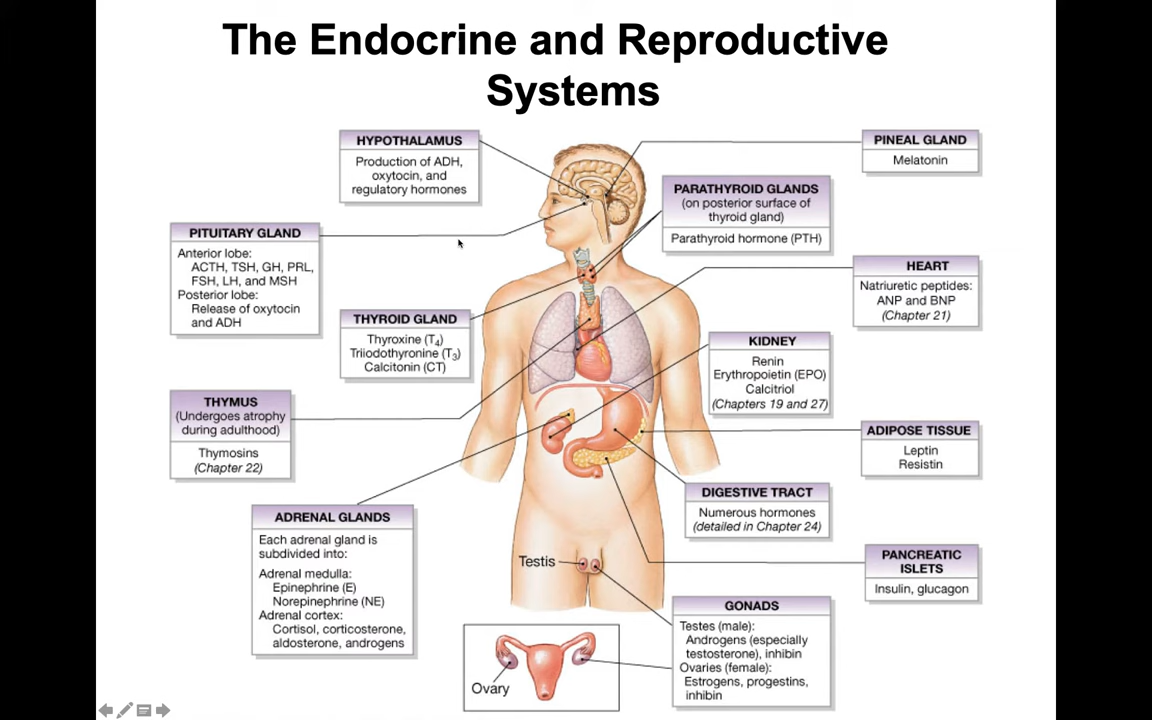 The Endocrine and Reproductive
Systems
HYPOTHALAMUS
Production of ADH,
oxytocin, and
regulatory hormones
PINEAL GLAND
Melatonin
PARATHYROID GLANDS
(on posterior surface of
thyroid gland)
Parathyroid hormone (PTH)
PITUITARY GLAND
Anterior lobe:
ACTH, TSH, GH, PRL,
FSH, LH, and MSH
Posterior lobe:
Release of oxytocin
and ADH
HEART
Natriuretic peptides:
ANP and BNP
(Chapter 21)
THYROID GLAND
Thyroxine (T₄)
Triiodothyronine (T₃)
Calcitonin (CT)
KIDNEY
Renin
Erythropoietin (EPO)
Calcitriol
(Chapters 19 and 27)
THYMUS
(Undergoes atrophy
during adulthood)
Thymosins
(Chapter 22)
ADIPOSE TISSUE
Leptin
Resistin
DIGESTIVE TRACT
Numerous hormones
(detailed in Chapter 24)
ADRENAL GLANDS
Each adrenal gland is
subdivided into:
Adrenal medulla:
Epinephrine (E)
Norepinephrine (NE)
Adrenal cortex:
Cortisol, corticosterone,
aldosterone, androgens
PANCREATIC
ISLETS
Insulin, glucagon
Testis
GONADS
Testes (male):
Androgens (especially
testosterone), inhibin
Ovaries (female):
Estrogens, progestins,
inhibin
Ovary